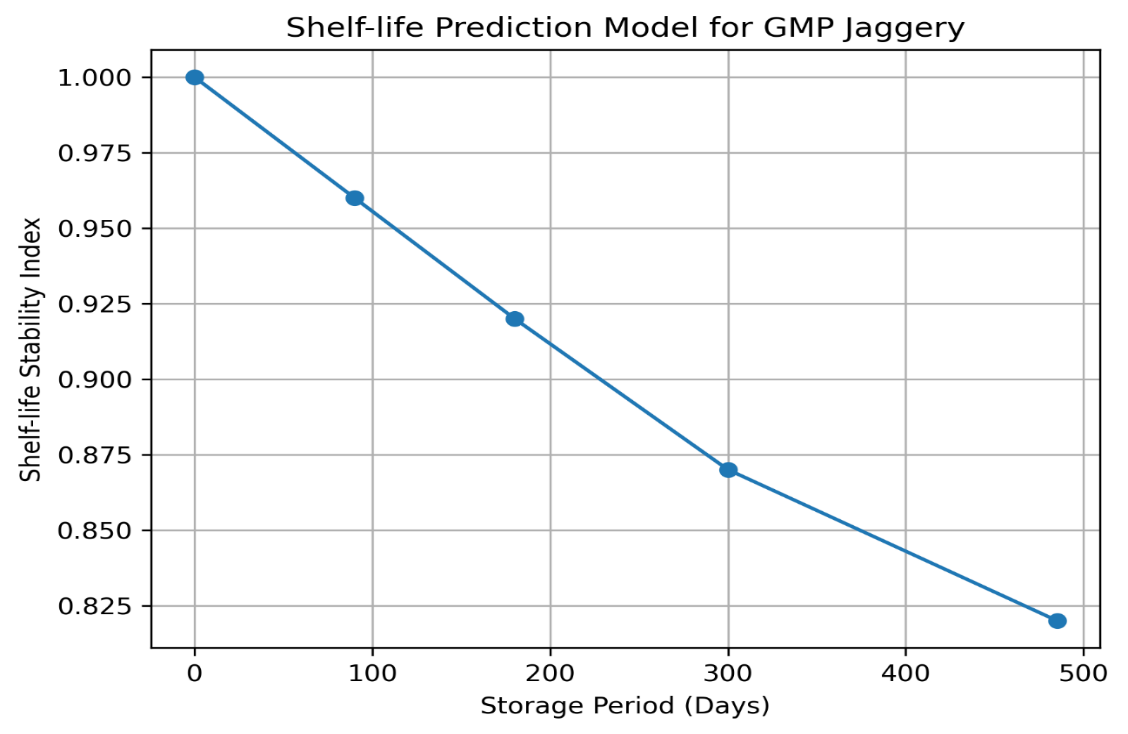 Shelf-life Prediction Model for GMP Jaggery
Shelf-life Stability Index
1.000
0.975
0.950
0.925
0.900
0.875
0.850
0.825
0 100 200 300 400 500
Storage Period (Days)